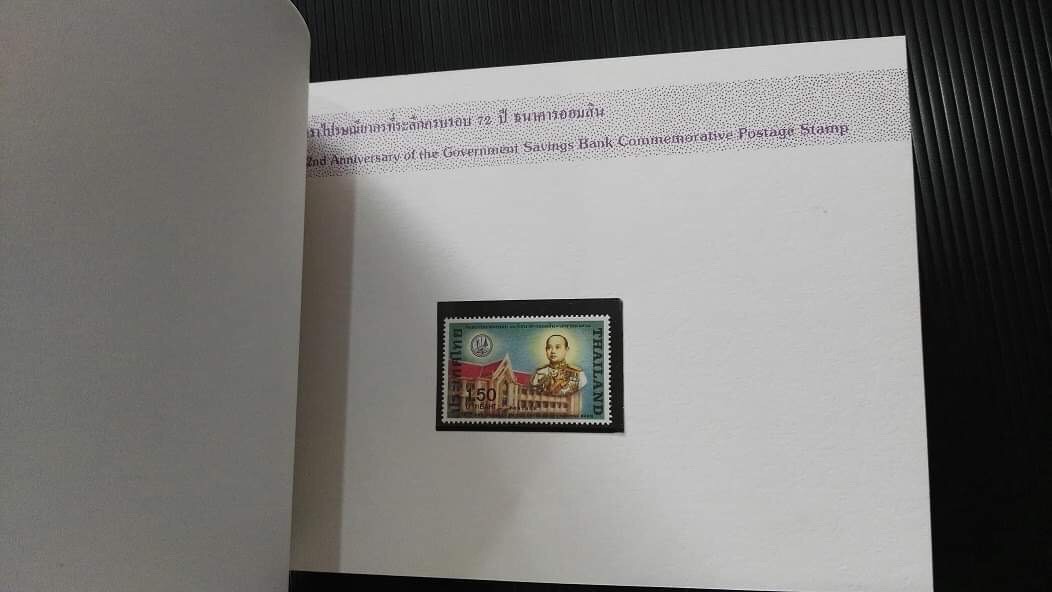 ราไปรษณียากรที่ระลึกครบรอบ 72 ปี ธนาคารออมสิน
2nd Anniversary of the Government Savings Bank Commemorative Postage Stamp
ประเทศไทย
THAILAND
1.50